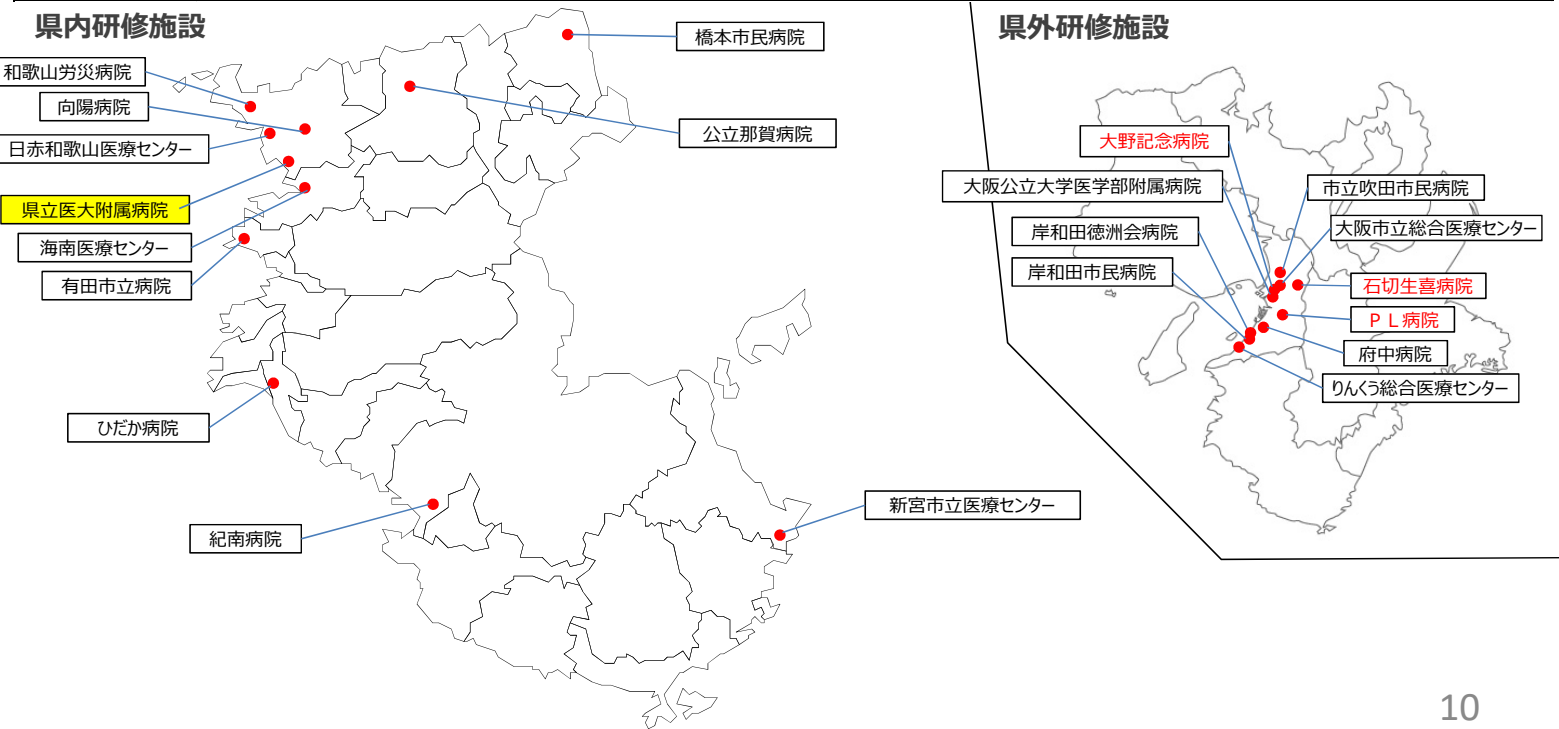 県内研修施設
橋本市民病院
和歌山労災病院
向陽病院
公立那賀病院
日赤和歌山医療センター
県立医大附属病院
海南医療センター
有田市立病院
ひだか病院
紀南病院
新宮市立医療センター
県外研修施設
大野記念病院
大阪公立大学医学部附属病院
市立吹田市民病院
岸和田徳洲会病院
大阪市立総合医療センター
岸和田市民病院
石切生喜病院
ＰＬ病院
府中病院
りんくう総合医療センター
10